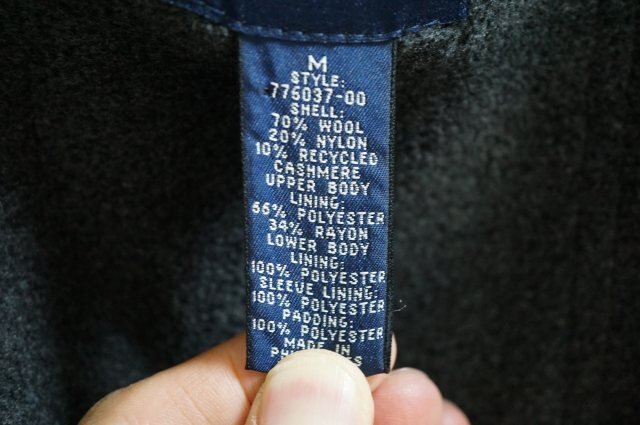 M
STYLE:
776037-00
SHELL:
70% WOOL
20% NYLON
10% RECYCLED
CASHMERE
UPPER BODY
LINING:
66% POLYESTER
34% RAYON
LOWER BODY
LINING:
100% POLYESTER
SLEEVE LINING:
100% POLYESTER
PADDING:
100% POLYESTER
MADE IN